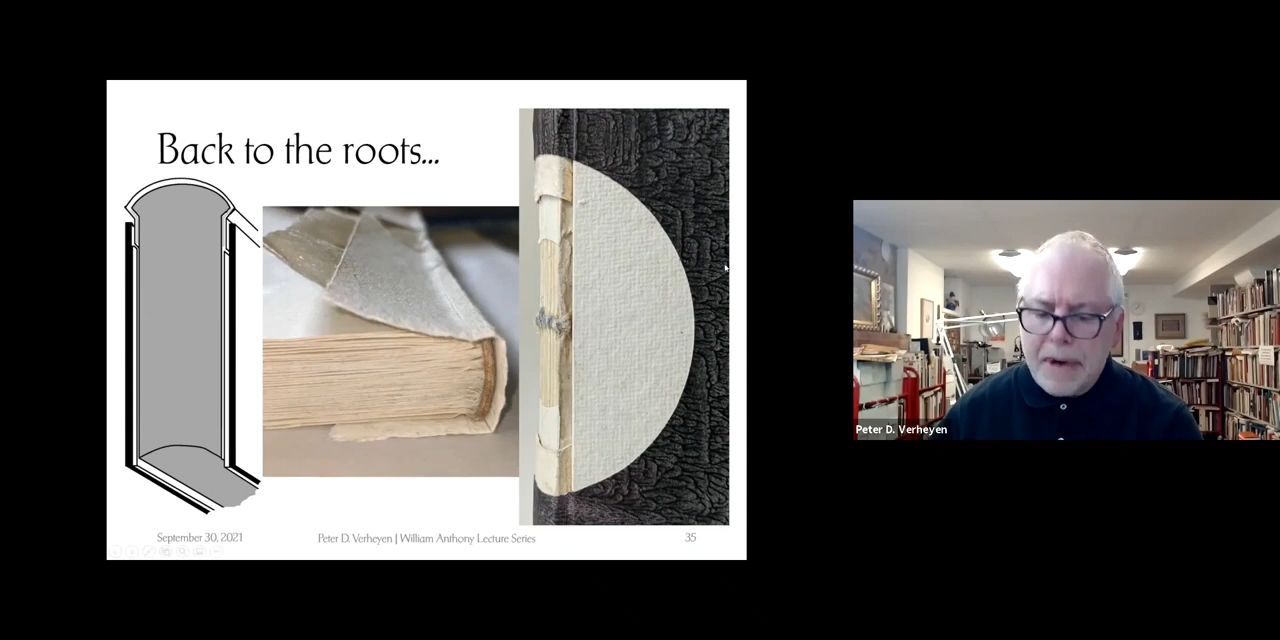 Back to the roots...
September 30, 2021
Peter D. Verheyen | William Anthony Lecture Series
35
Peter D. Verheyen